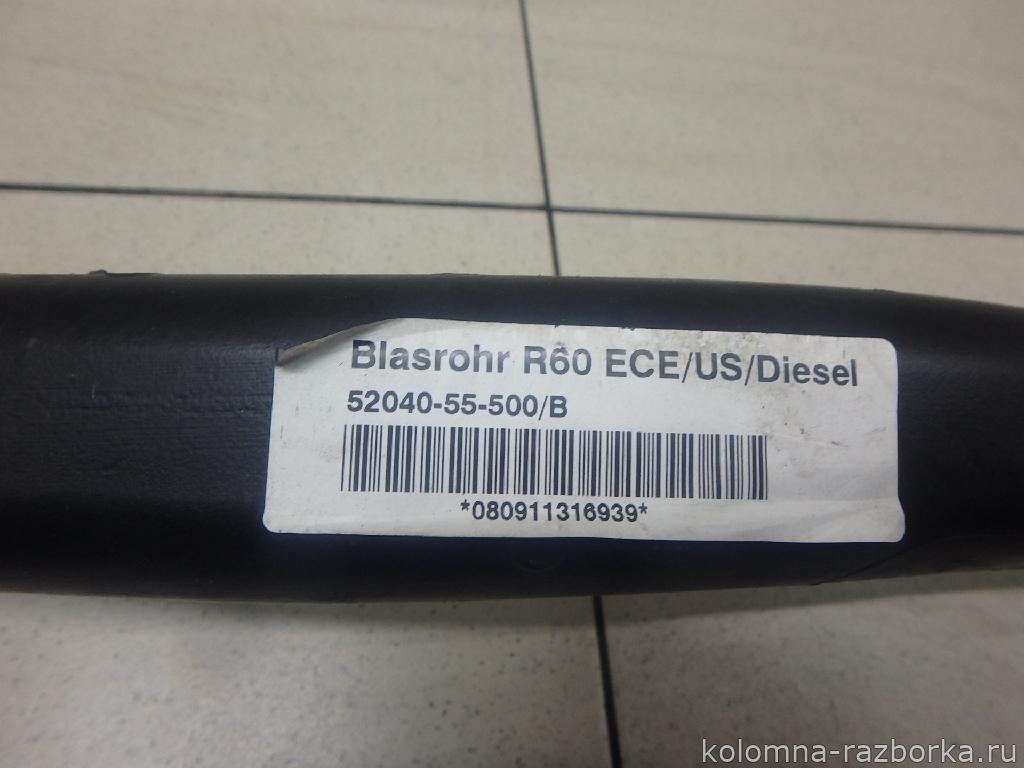 Blasrohr R60 ECE/US/Diesel
52040-55-500/B
*080911316939*
kolomna-razborka.ru